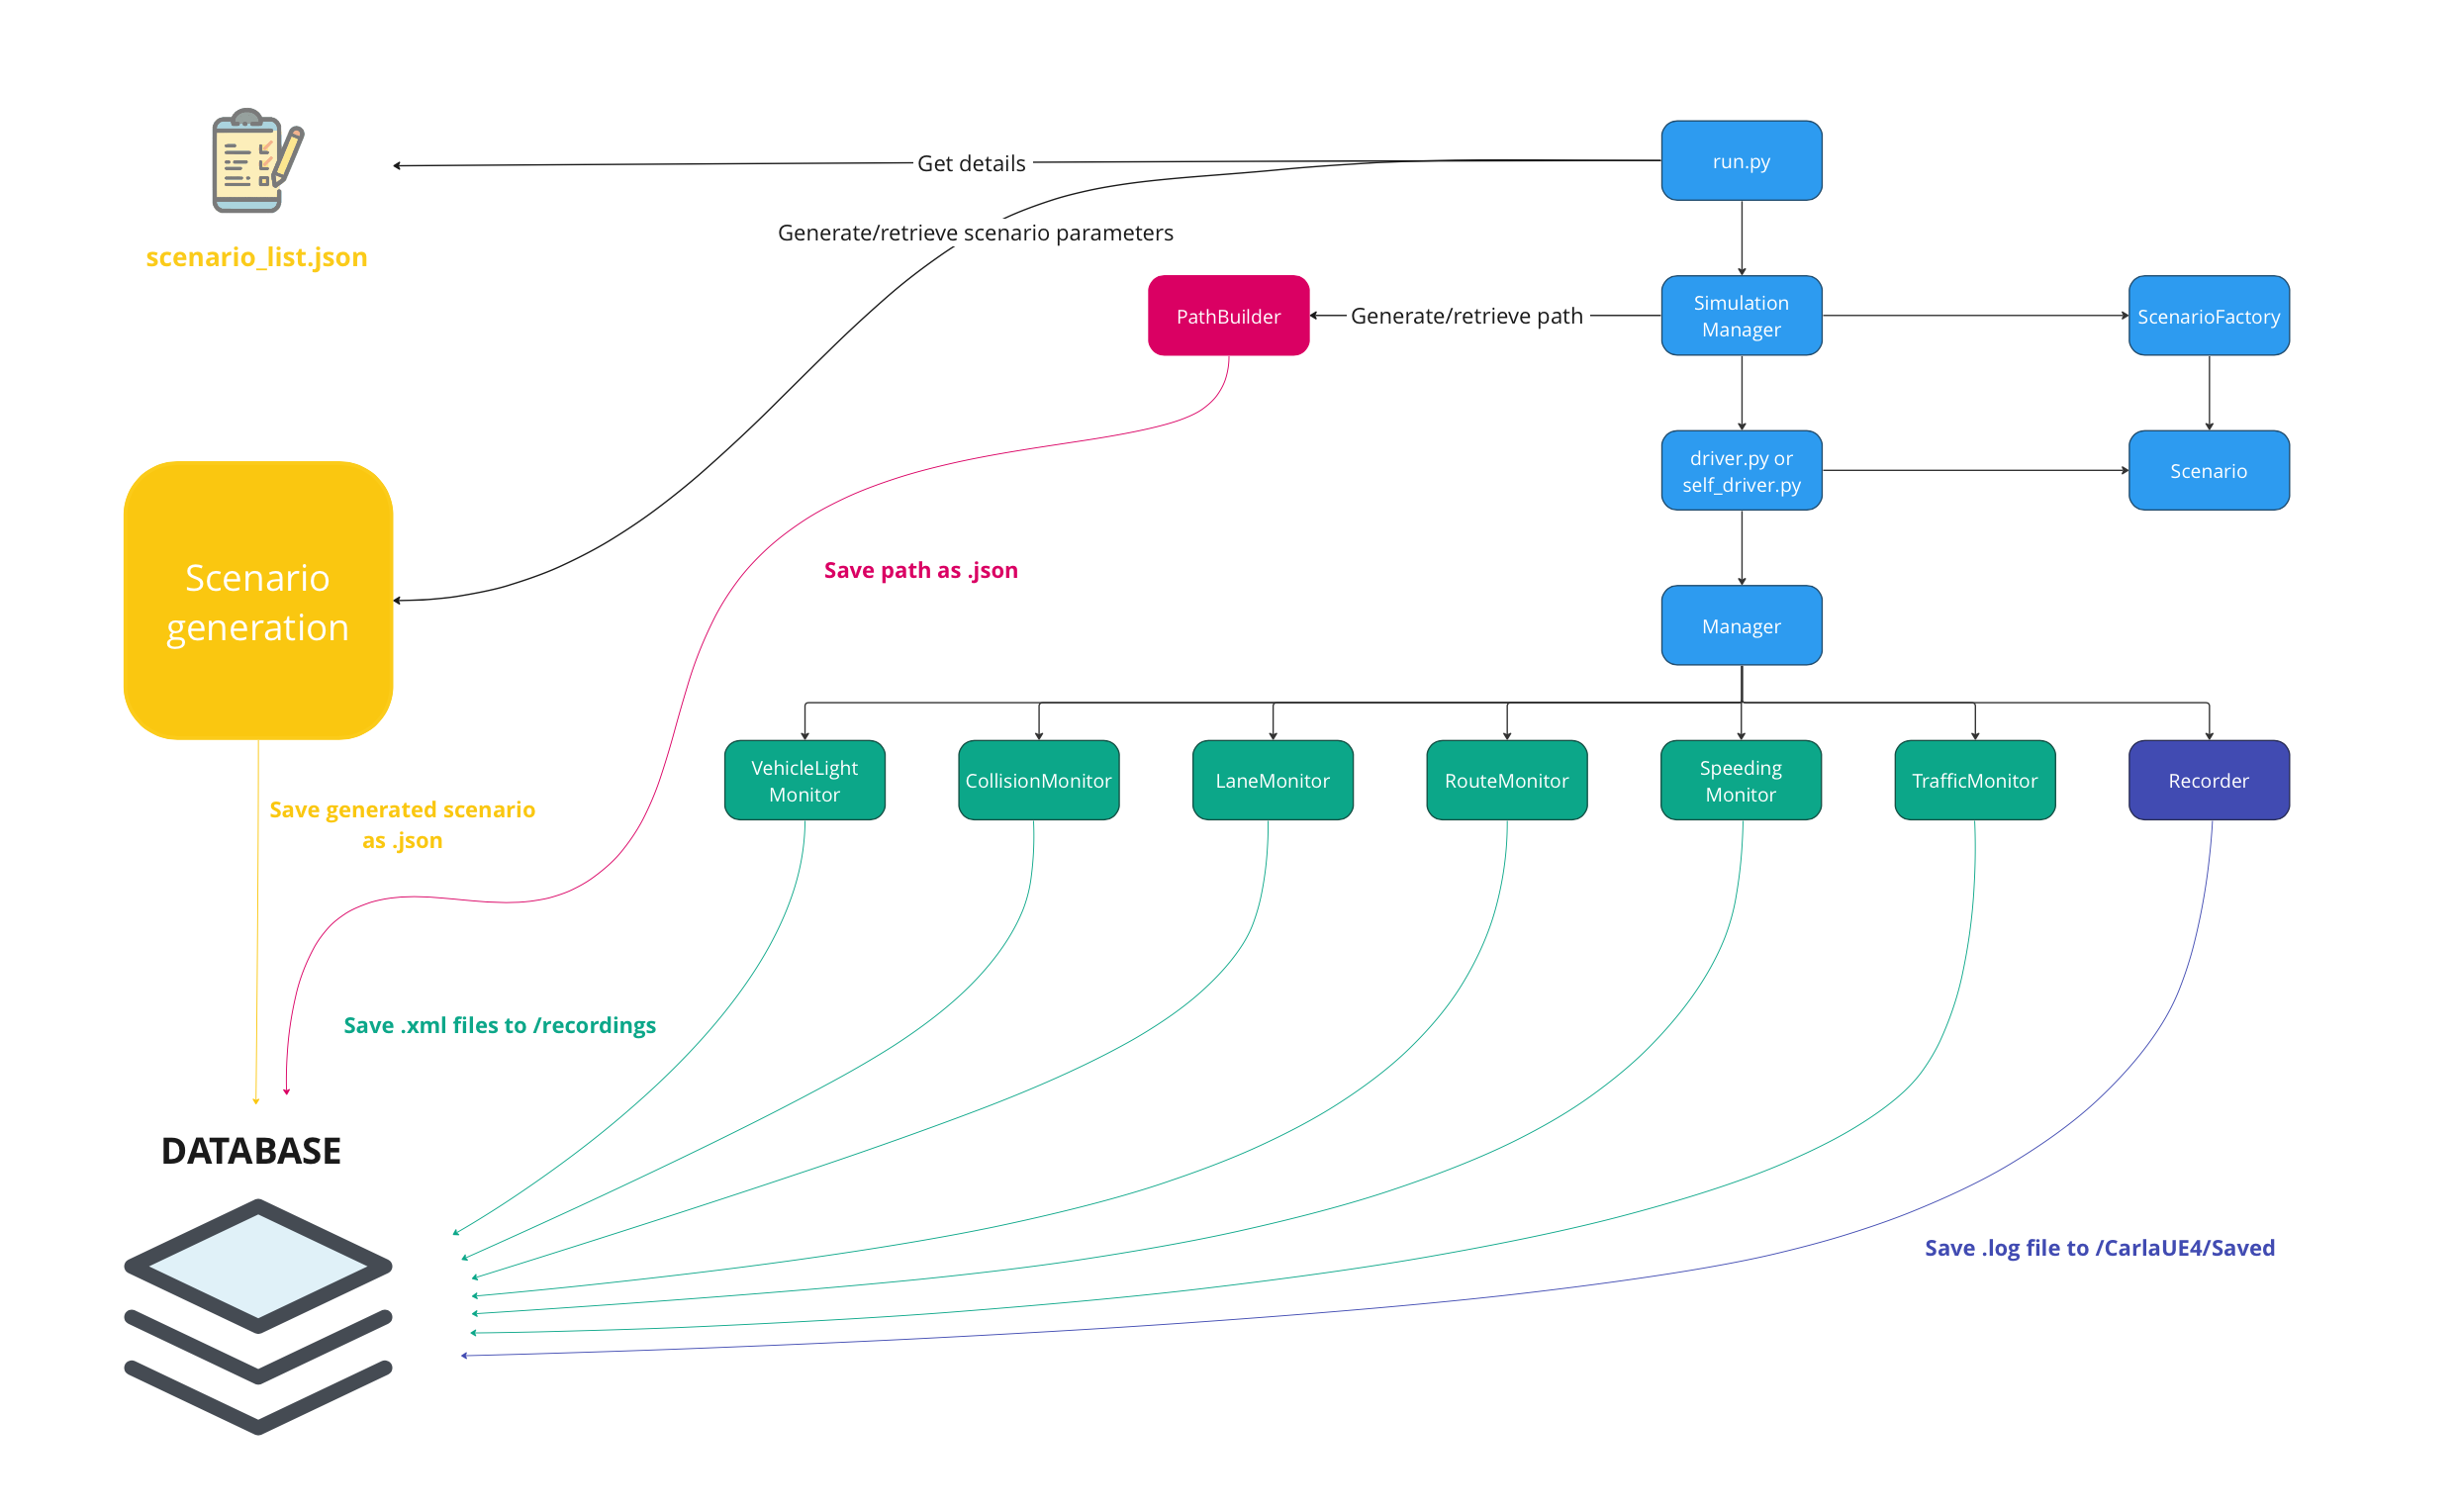 Get details
run.py
Generate/retrieve scenario parameters
scenario_list.json
PathBuilder
Generate/retrieve path
Simulation
Manager
ScenarioFactory
driver.py or
self_driver.py
Scenario
Scenario
generation
Save path as .json
Manager
VehicleLight
Monitor
CollisionMonitor
LaneMonitor
RouteMonitor
Speeding
Monitor
TrafficMonitor
Recorder
Save generated scenario
as .json
Save .xml files to /recordings
DATABASE
Save .log file to /CarlaUE4/Saved